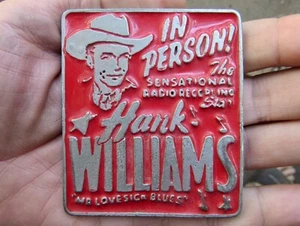 IN
PERSON!
The
SENSATIONAL
RADIO RECORDING
Star
Hank
WILLIAMS
"MR LOVESICK BLUES"